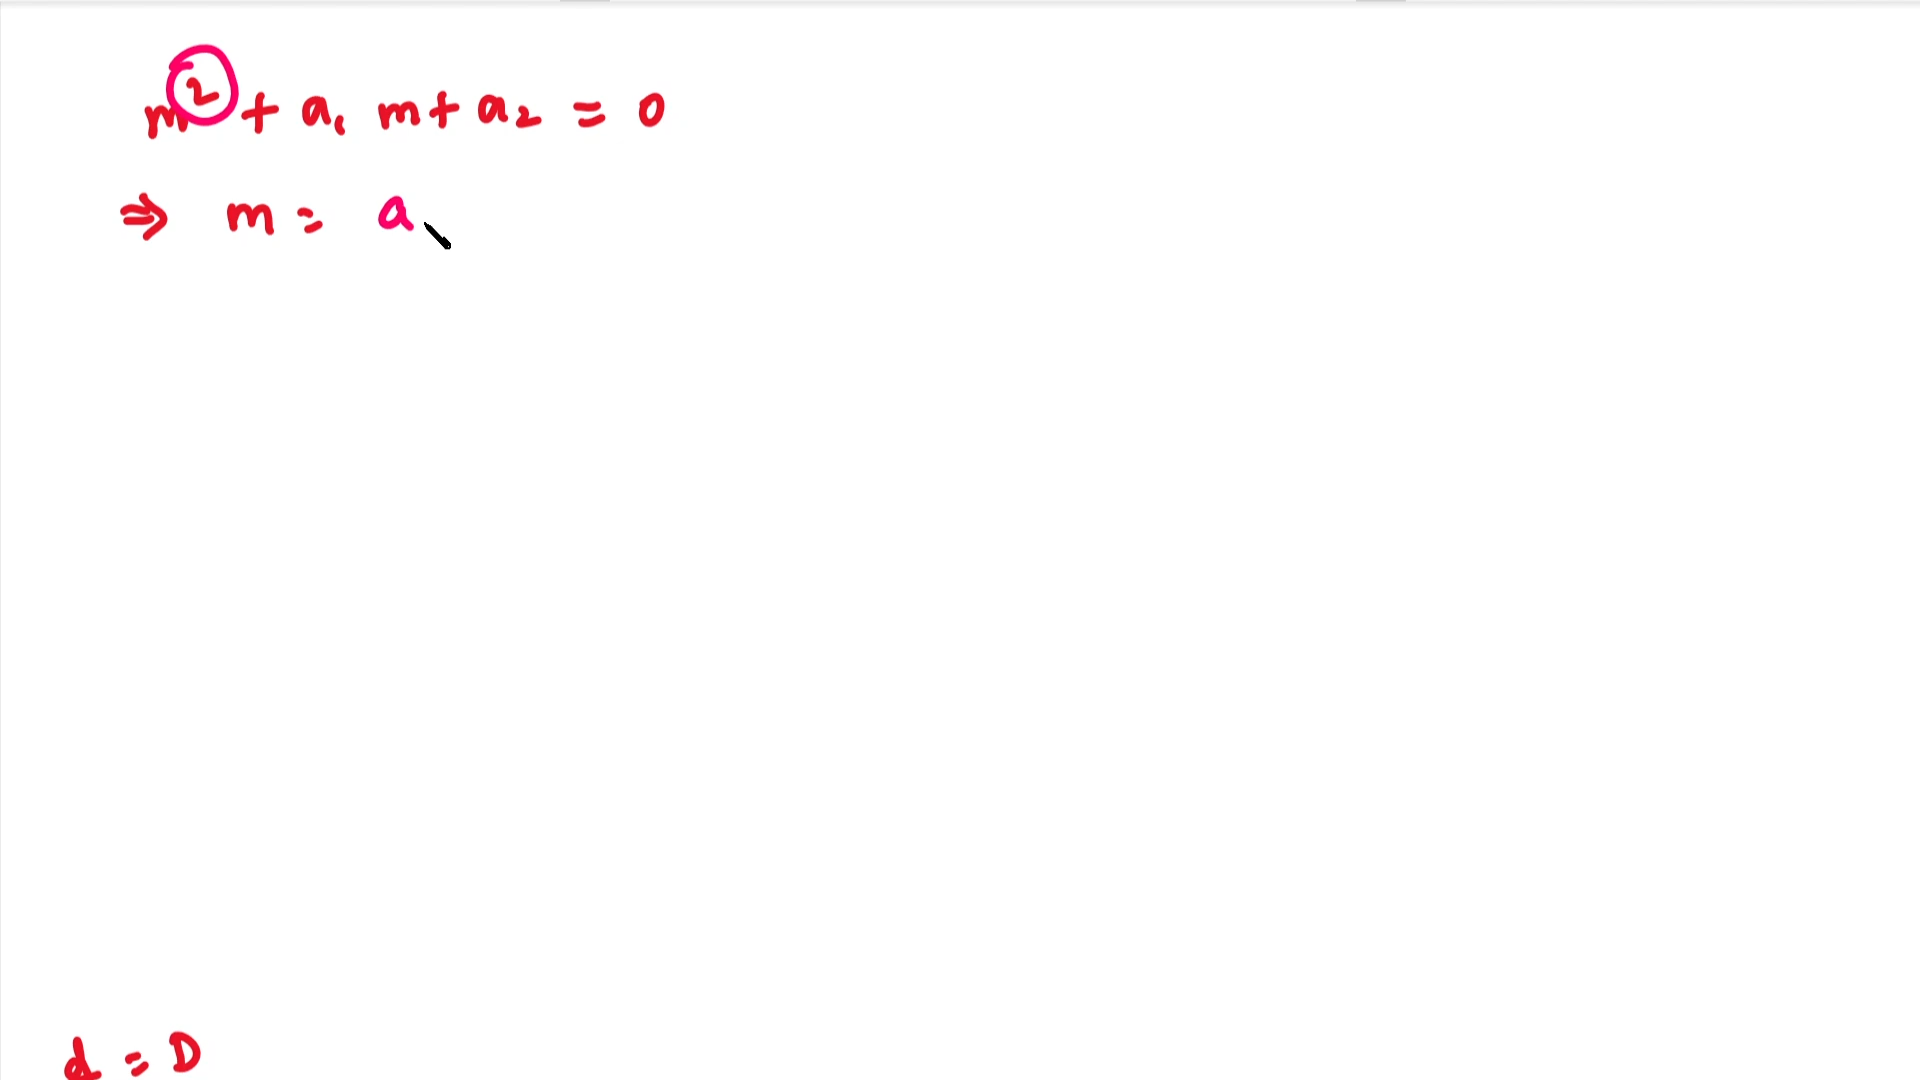 m² + a₁ m + a₂ = 0
⇒ m = a
d = D